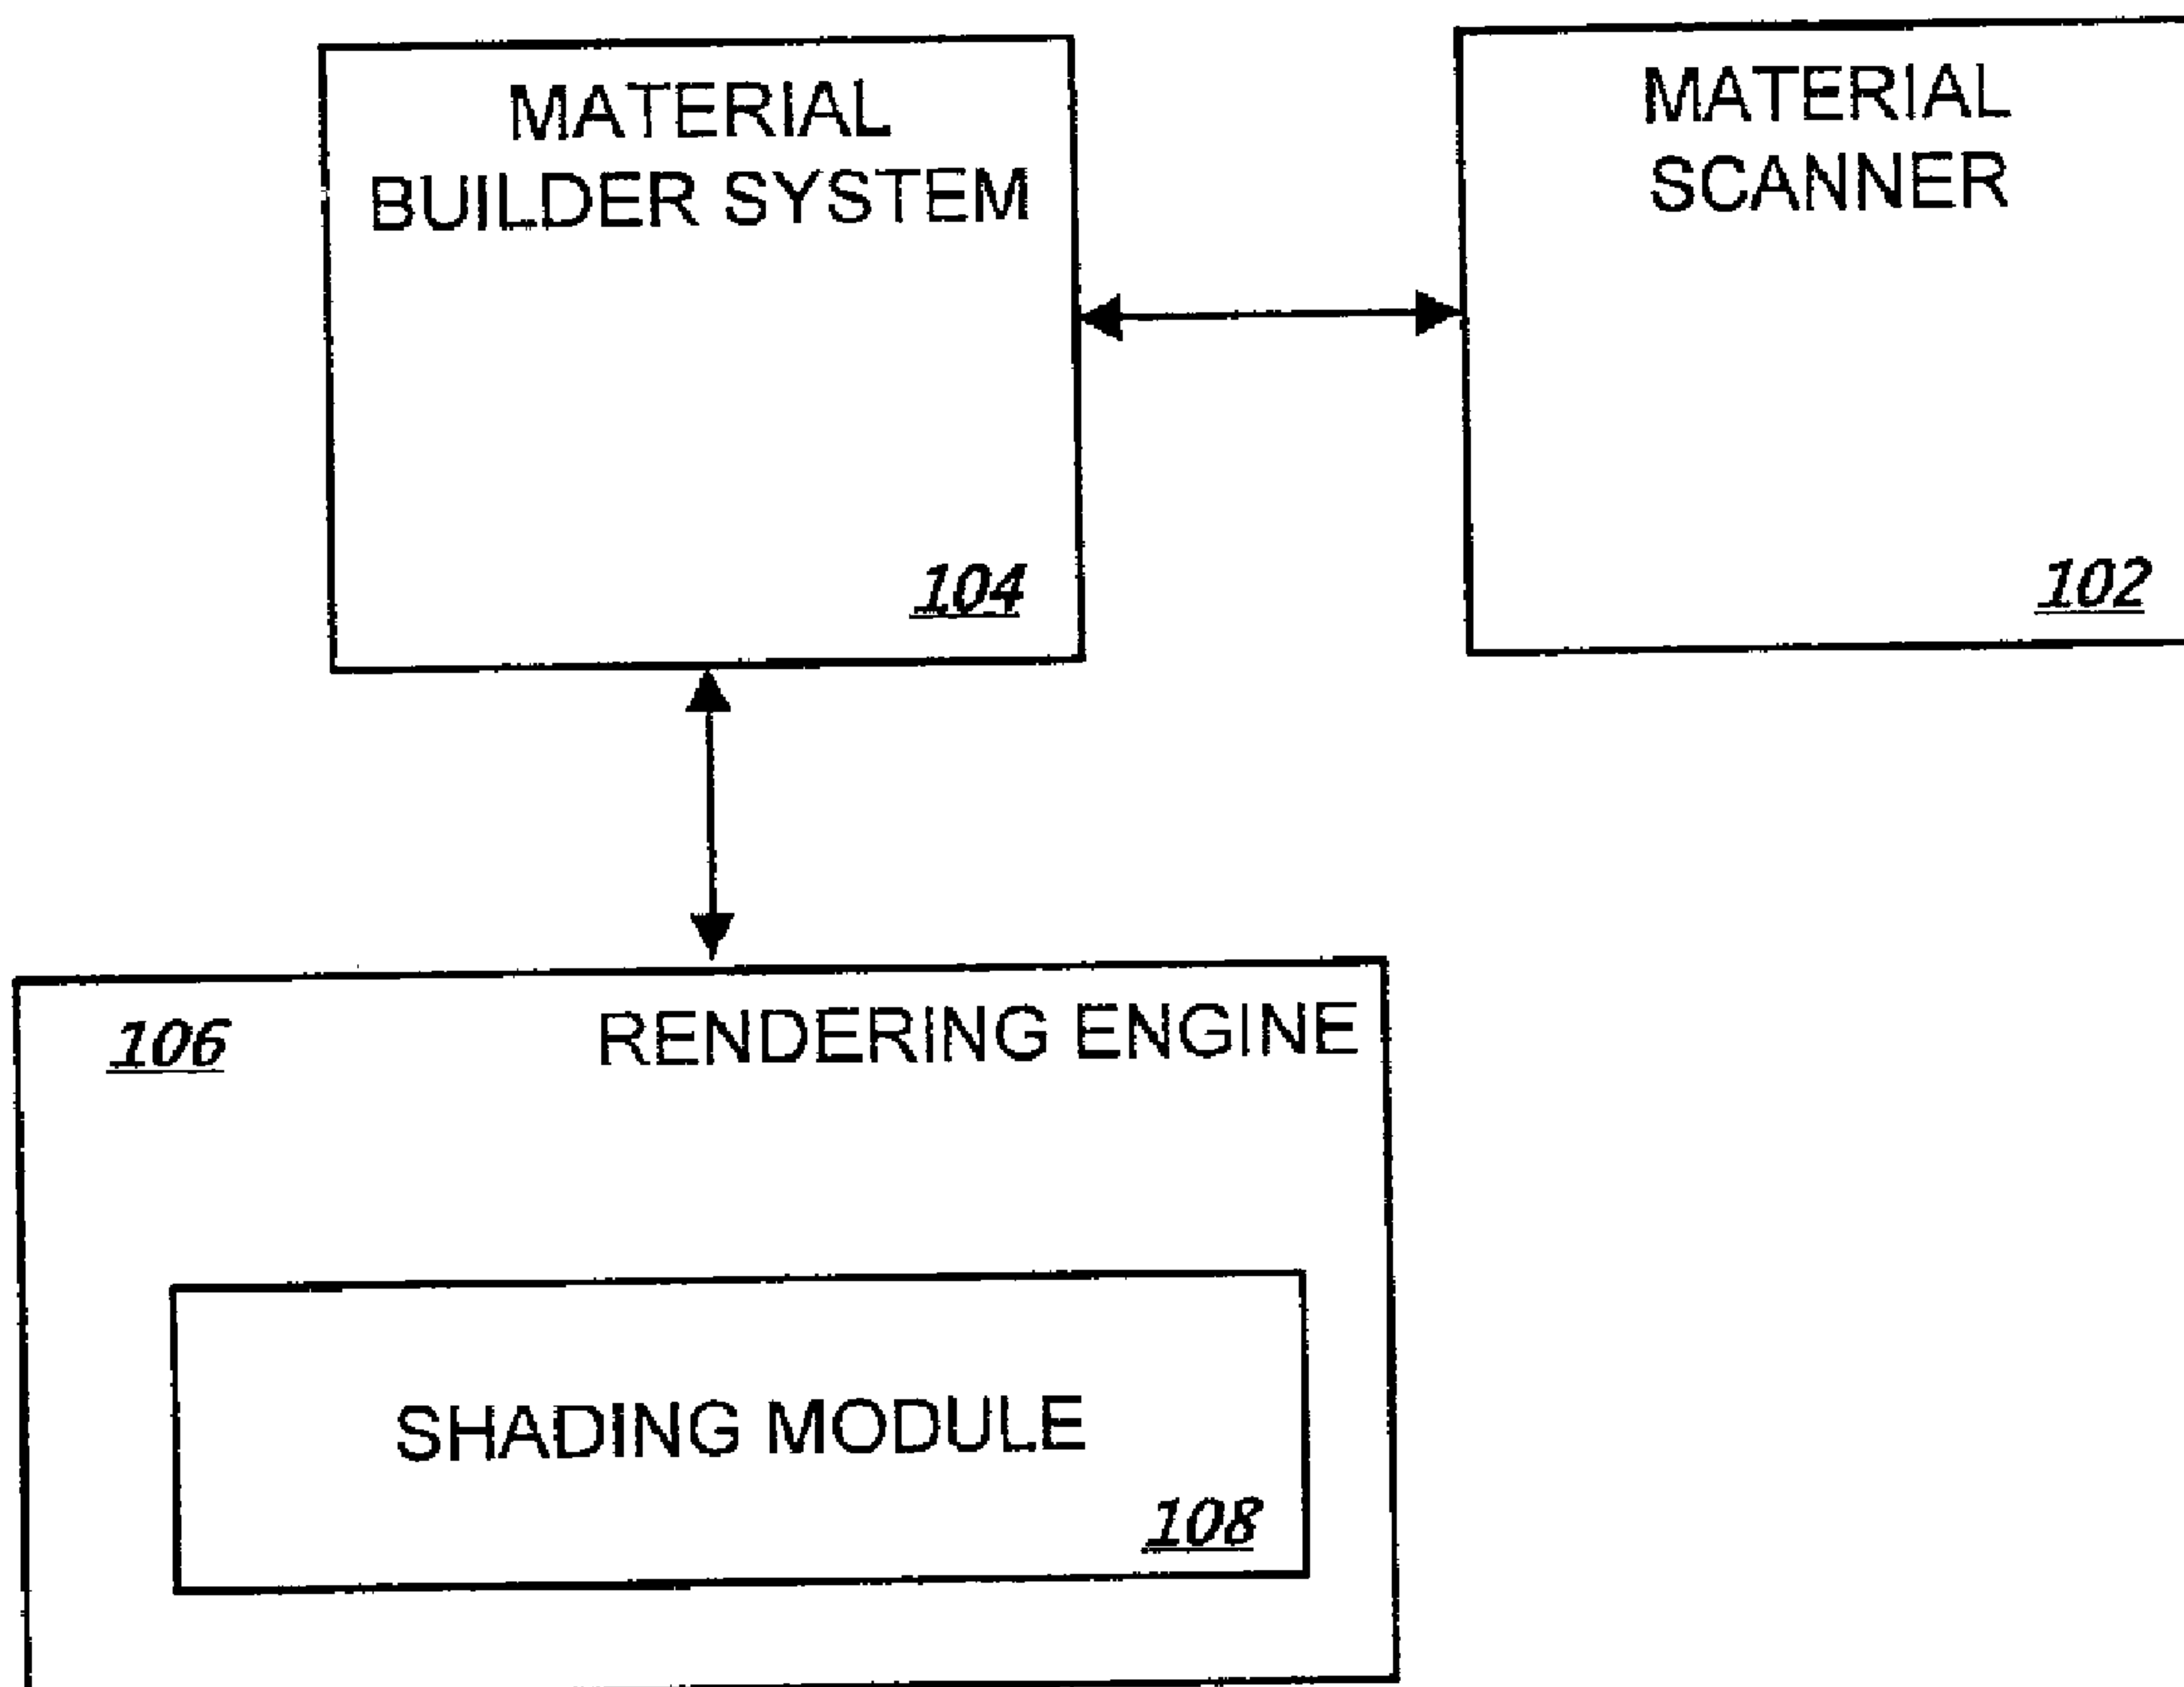 MATERIAL
BUILDER SYSTEM
104
MATERIAL
SCANNER
102
106
RENDERING ENGINE
SHADING MODULE
108